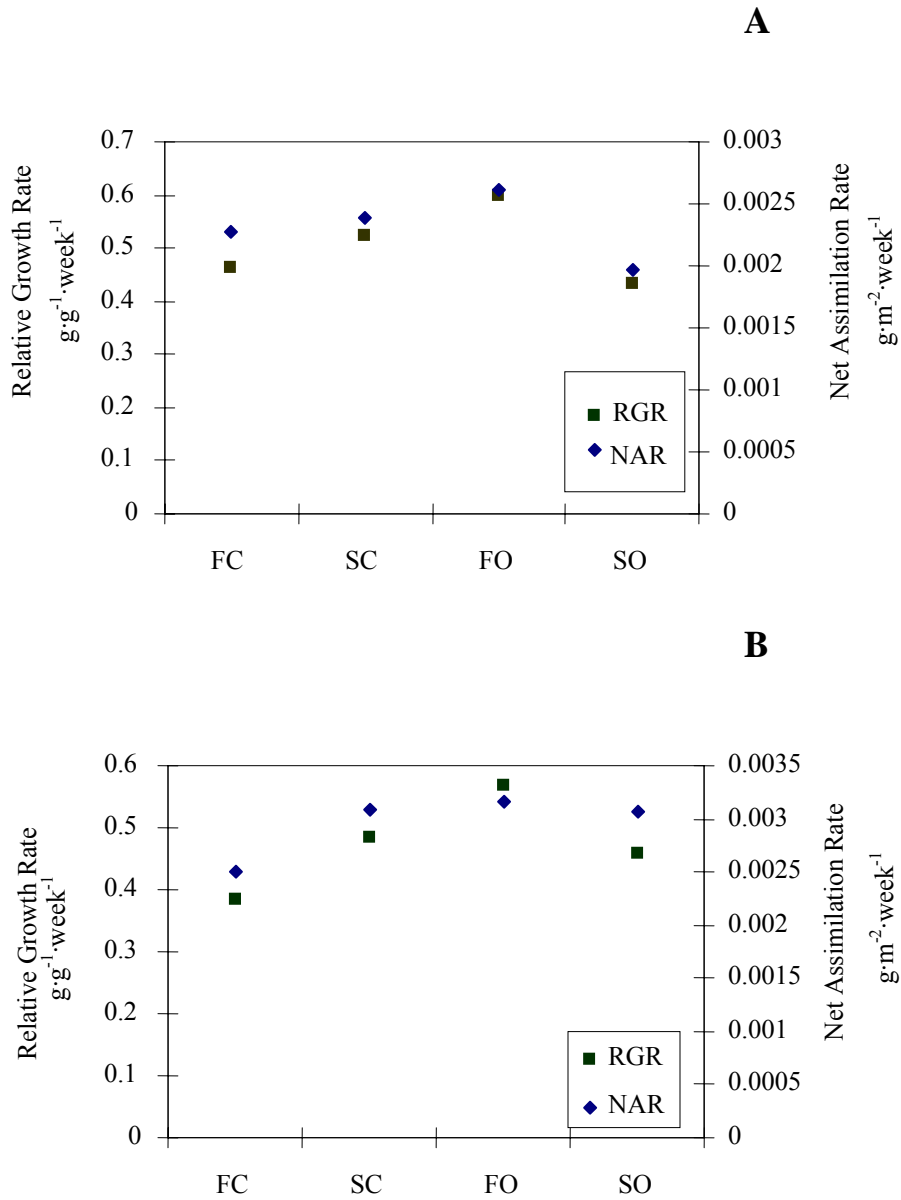 A
0.7
0.6
0.5
0.4
0.3
0.2
0.1
0
Relative Growth Rate
g·g⁻¹·week⁻¹
0.003
0.0025
0.002
0.0015
0.001
0.0005
0
Net Assimilation Rate
g·m⁻²·week⁻¹
RGR
NAR
FC SC FO SO
B
0.6
0.5
0.4
0.3
0.2
0.1
0
Relative Growth Rate
g·g⁻¹·week⁻¹
0.0035
0.003
0.0025
0.002
0.0015
0.001
0.0005
0
Net Assimilation Rate
g·m⁻²·week⁻¹
RGR
NAR
FC SC FO SO